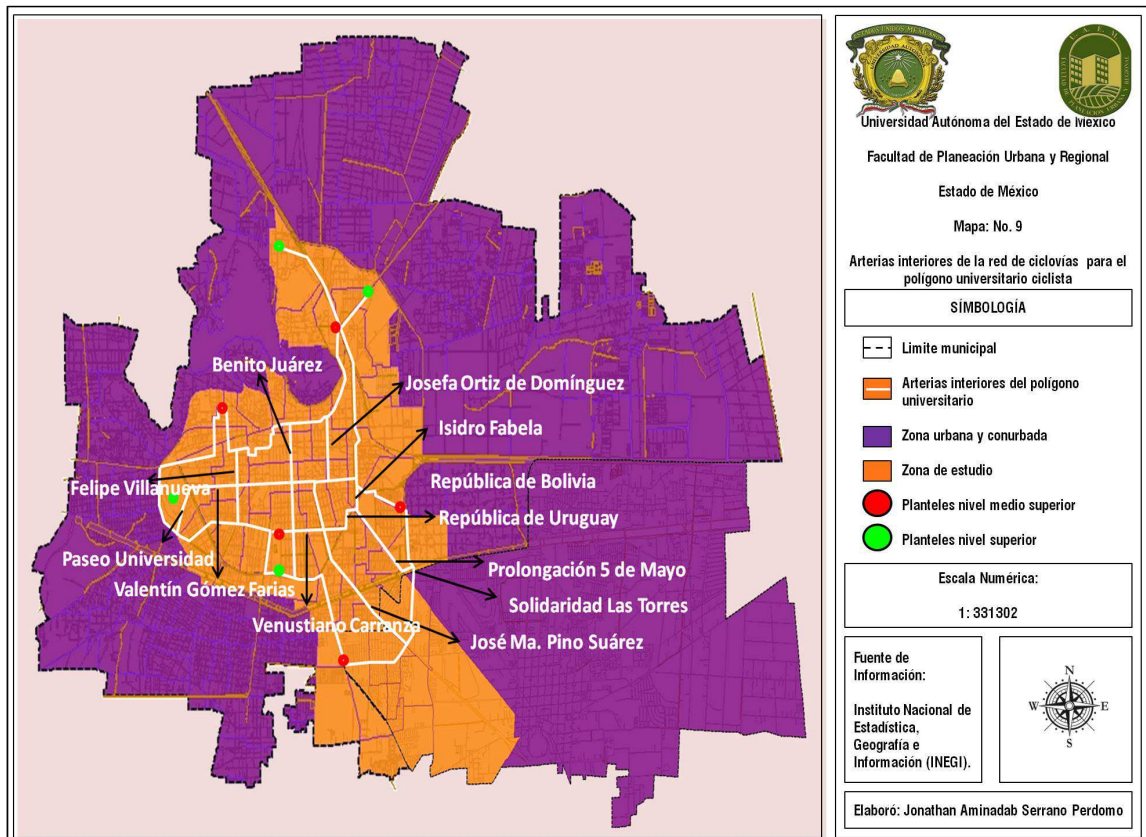 Benito Juárez
Josefa Ortiz de Domínguez
Isidro Fabela
República de Bolivia
Felipe Villanueva
República de Uruguay
Paseo Universidad
Prolongación 5 de Mayo
Valentín Gómez Farias
Solidaridad Las Torres
Venustiano Carranza
José Ma. Pino Suárez
Universidad Autónoma del Estado de México
Facultad de Planeación Urbana y Regional
Estado de México
Mapa: No. 9
Arterias interiores de la red de ciclovías para el
polígono universitario ciclista
SÍMBOLOGÍA
Limite municipal
Arterias interiores del polígono
universitario
Zona urbana y conurbada
Zona de estudio
Planteles nivel medio superior
Planteles nivel superior
Escala Numérica:
1: 331302
Fuente de
Información:
Instituto Nacional de
Estadística,
Geografía e
Información (INEGI).
N
W E
S
Elaboró: Jonathan Aminadab Serrano Perdomo